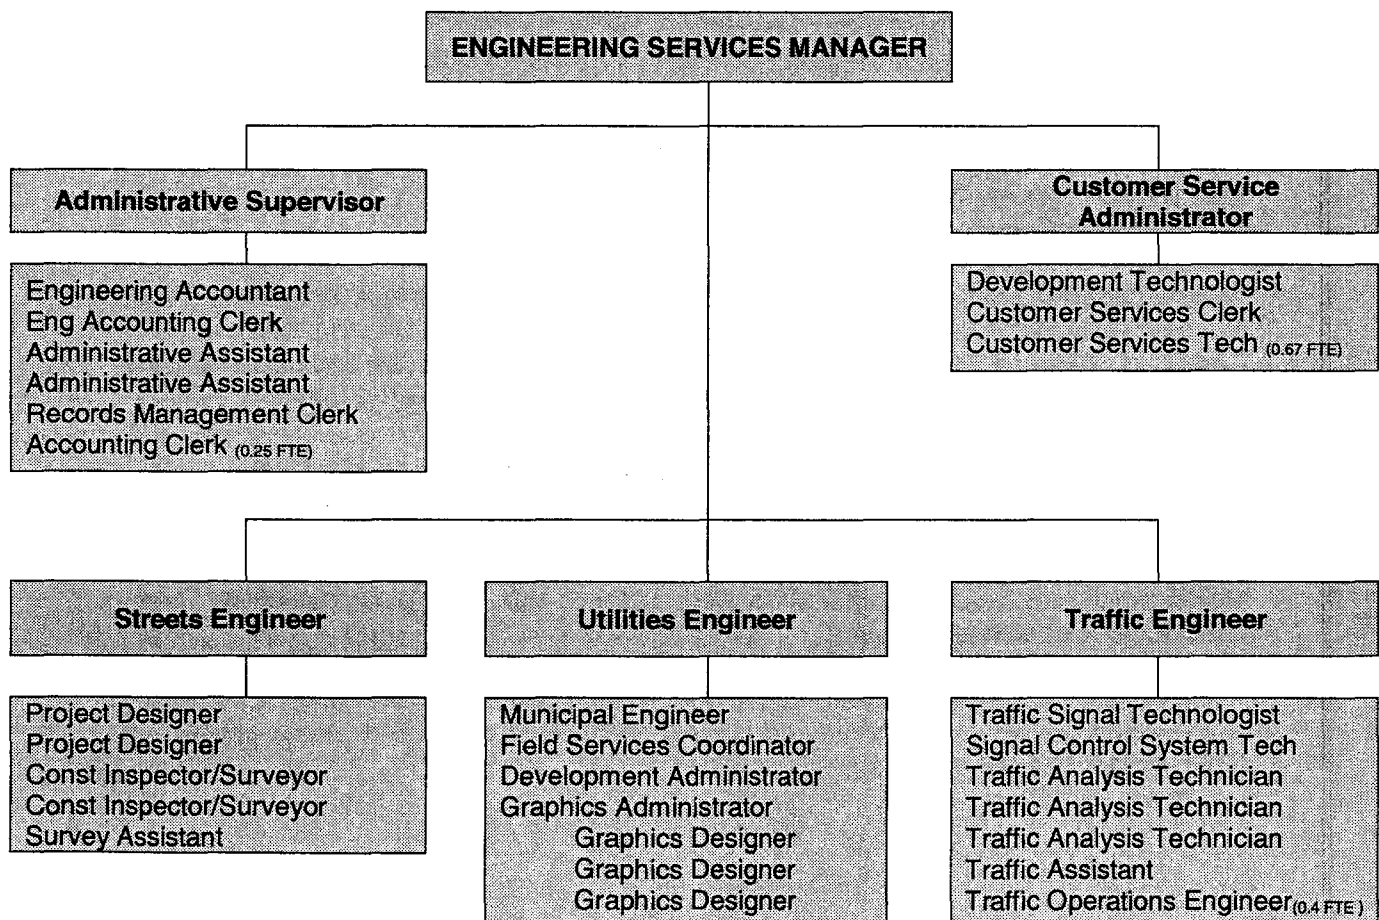 ENGINEERING SERVICES MANAGER
Administrative Supervisor
Engineering Accountant
Eng Accounting Clerk
Administrative Assistant
Administrative Assistant
Records Management Clerk
Accounting Clerk (0.25 FTE)
Customer Service
Administrator
Development Technologist
Customer Services Clerk
Customer Services Tech (0.67 FTE)
Streets Engineer
Project Designer
Project Designer
Const Inspector/Surveyor
Const Inspector/Surveyor
Survey Assistant
Utilities Engineer
Municipal Engineer
Field Services Coordinator
Development Administrator
Graphics Administrator
Graphics Designer
Graphics Designer
Graphics Designer
Traffic Engineer
Traffic Signal Technologist
Signal Control System Tech
Traffic Analysis Technician
Traffic Analysis Technician
Traffic Analysis Technician
Traffic Assistant
Traffic Operations Engineer(0.4 FTE )